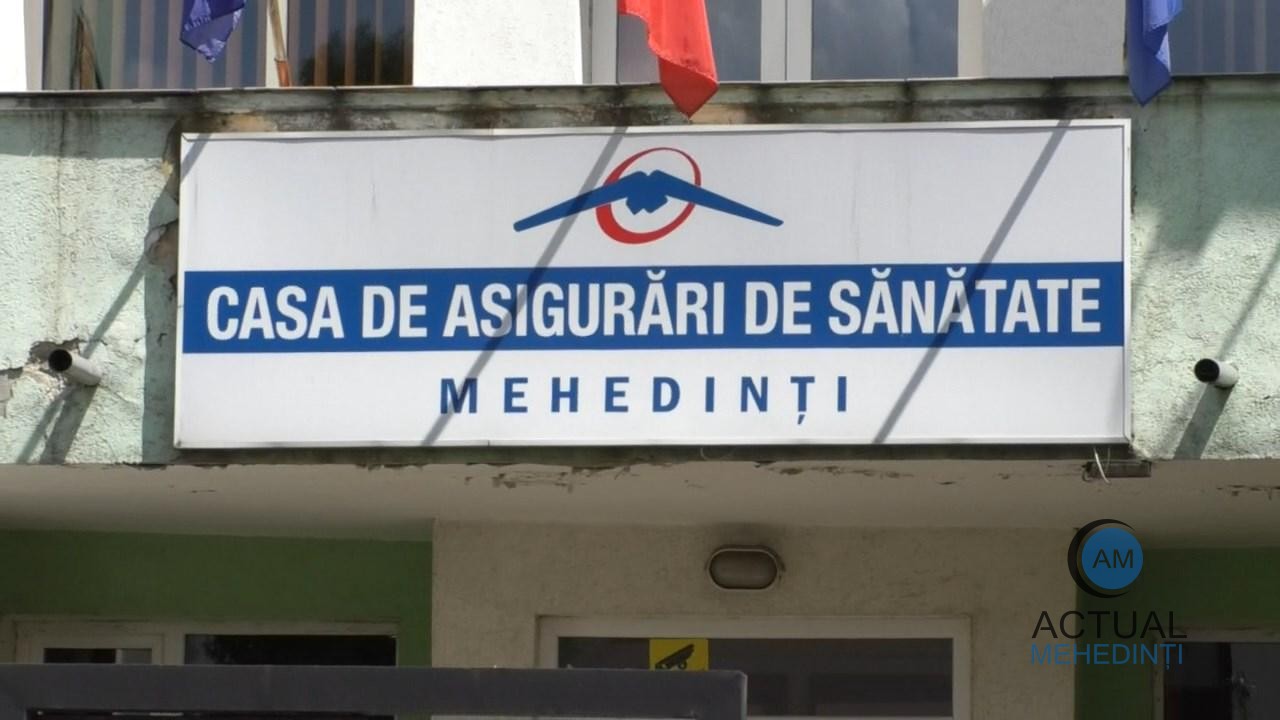 CASA DE ASIGURĂRI DE SĂNĂTATE
MEHEDINȚI
AM
ACTUAL
MEHEDINȚI